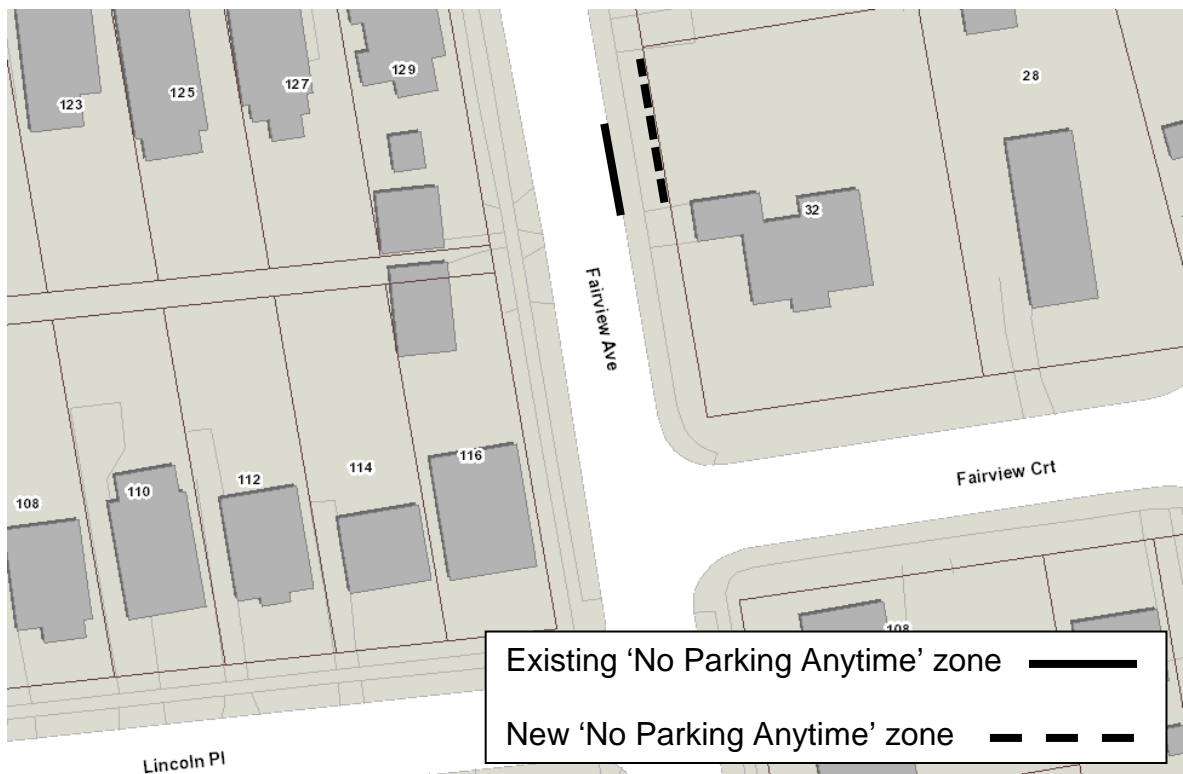 129
28
127
125
123
32
Fairview Ave
116
114
112
110
108
Fairview Crt
108
Existing ‘No Parking Anytime’ zone
New ‘No Parking Anytime’ zone
Lincoln Pl